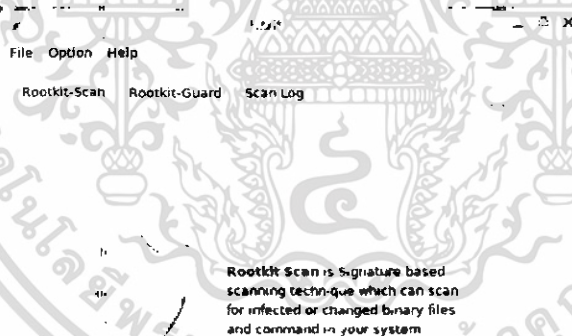 File Option Help
Rootkit-Scan Rootkit-Guard Scan Log
Rootkit Scan is Signature based
scanning technique which can scan
for infected or changed binary files
and command in your system